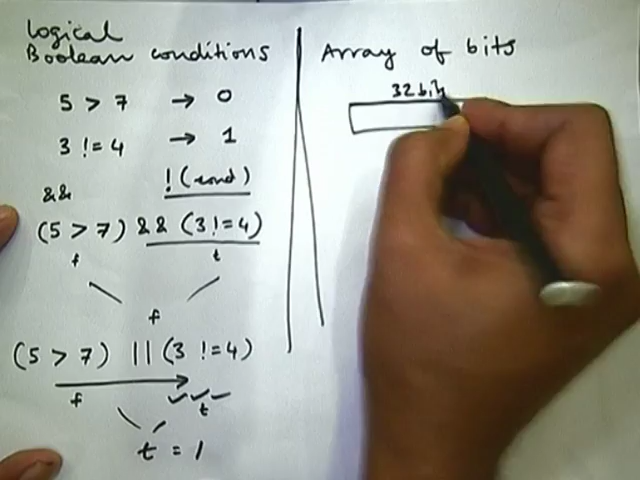 Logical
Boolean conditions
5 > 7 → 0
3 != 4 → 1
&& !(cond)
(5 > 7) && (3 != 4)
f t
f
(5 > 7) || (3 != 4)
f t
t = 1
Array of bits
32 bits